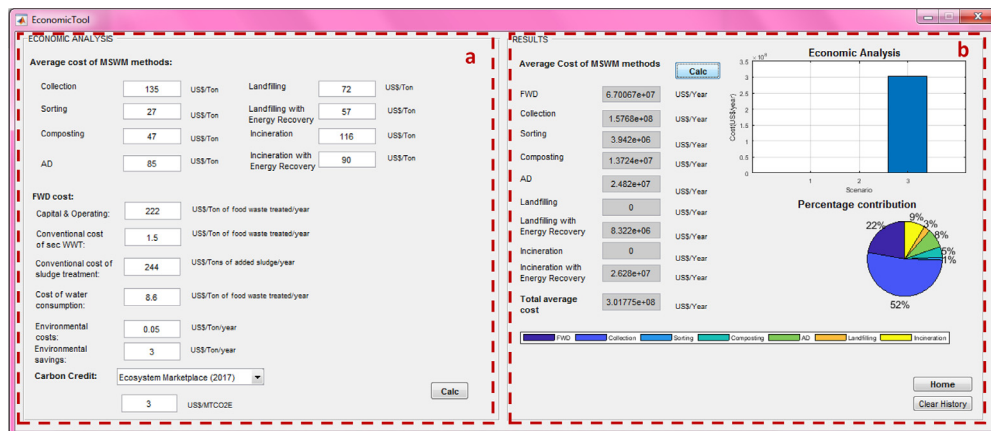 EconomicTool
ECONOMIC ANALYSIS
a
Average cost of MSWM methods:
Collection 135 US$/Ton Landfilling 72 US$/Ton
Sorting 27 US$/Ton Landfilling with Energy Recovery 57 US$/Ton
Composting 47 US$/Ton Incineration 116 US$/Ton
AD 85 US$/Ton Incineration with Energy Recovery 90 US$/Ton
FWD cost:
Capital & Operating: 222 US$/Ton of food waste treated/year
Conventional cost of sec WWT: 1.5 US$/Ton of food waste treated/year
Conventional cost of sludge treatment: 244 US$/Tons of added sludge/year
Cost of water consumption: 8.6 US$/Ton of food waste treated/year
Environmental costs: 0.05 US$/Ton/year
Environmental savings: 3 US$/Ton/year
Carbon Credit: Ecosystem Marketplace (2017)
3 US$/MTCO2E
Calc
RESULTS
b
Average Cost of MSWM methods Calc
FWD 6.70067e+07 US$/Year
Collection 1.5768e+08 US$/Year
Sorting 3.942e+06 US$/Year
Composting 1.3724e+07 US$/Year
AD 2.482e+07 US$/Year
Landfilling 0 US$/Year
Landfilling with Energy Recovery 8.322e+06 US$/Year
Incineration 0 US$/Year
Incineration with Energy Recovery 2.628e+07 US$/Year
Total average cost 3.01775e+08 US$/Year
Economic Analysis
3.5
3
2.5
2
1.5
1
0.5
0
Cost(US$/year)
1 2 3
Scenario
Percentage contribution
22%
9%
3%
8%
5%
1%
52%
FWD Collection Sorting Composting AD Landfilling Incineration
Home
Clear History